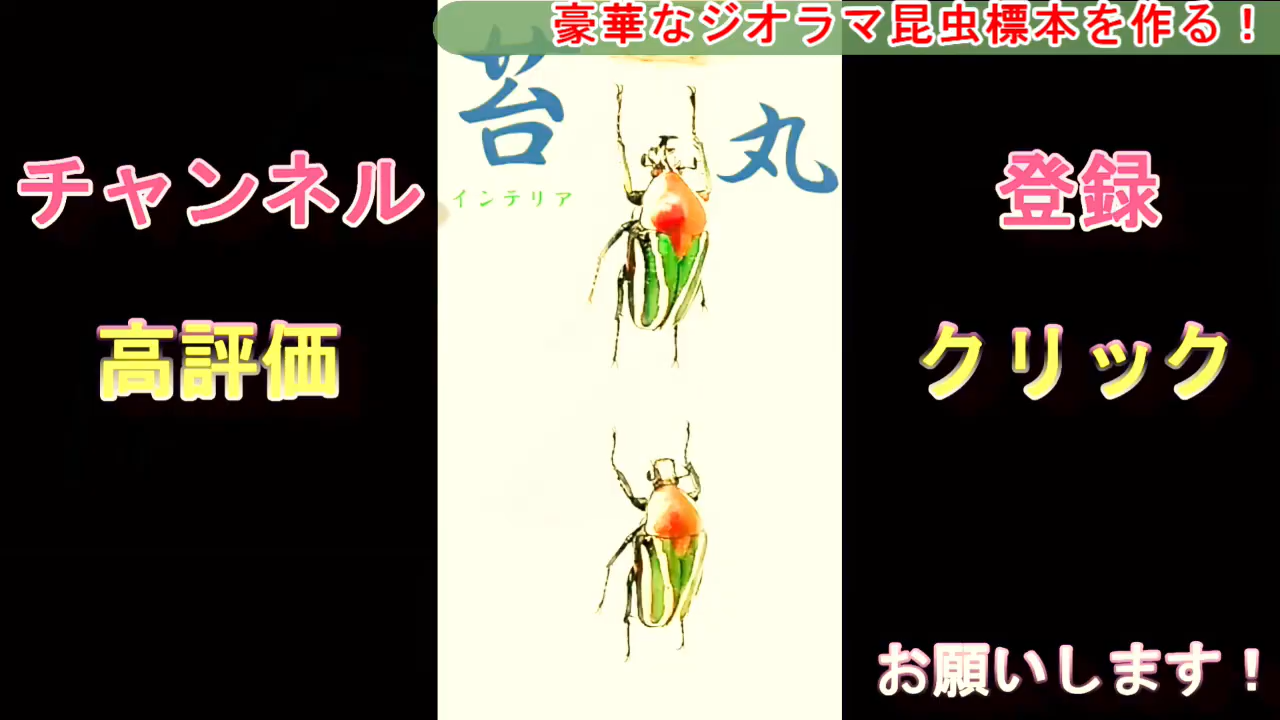 豪華なジオラマ昆虫標本を作る！
苔丸
インテリア
チャンネル登録
高評価クリック
お願いします！